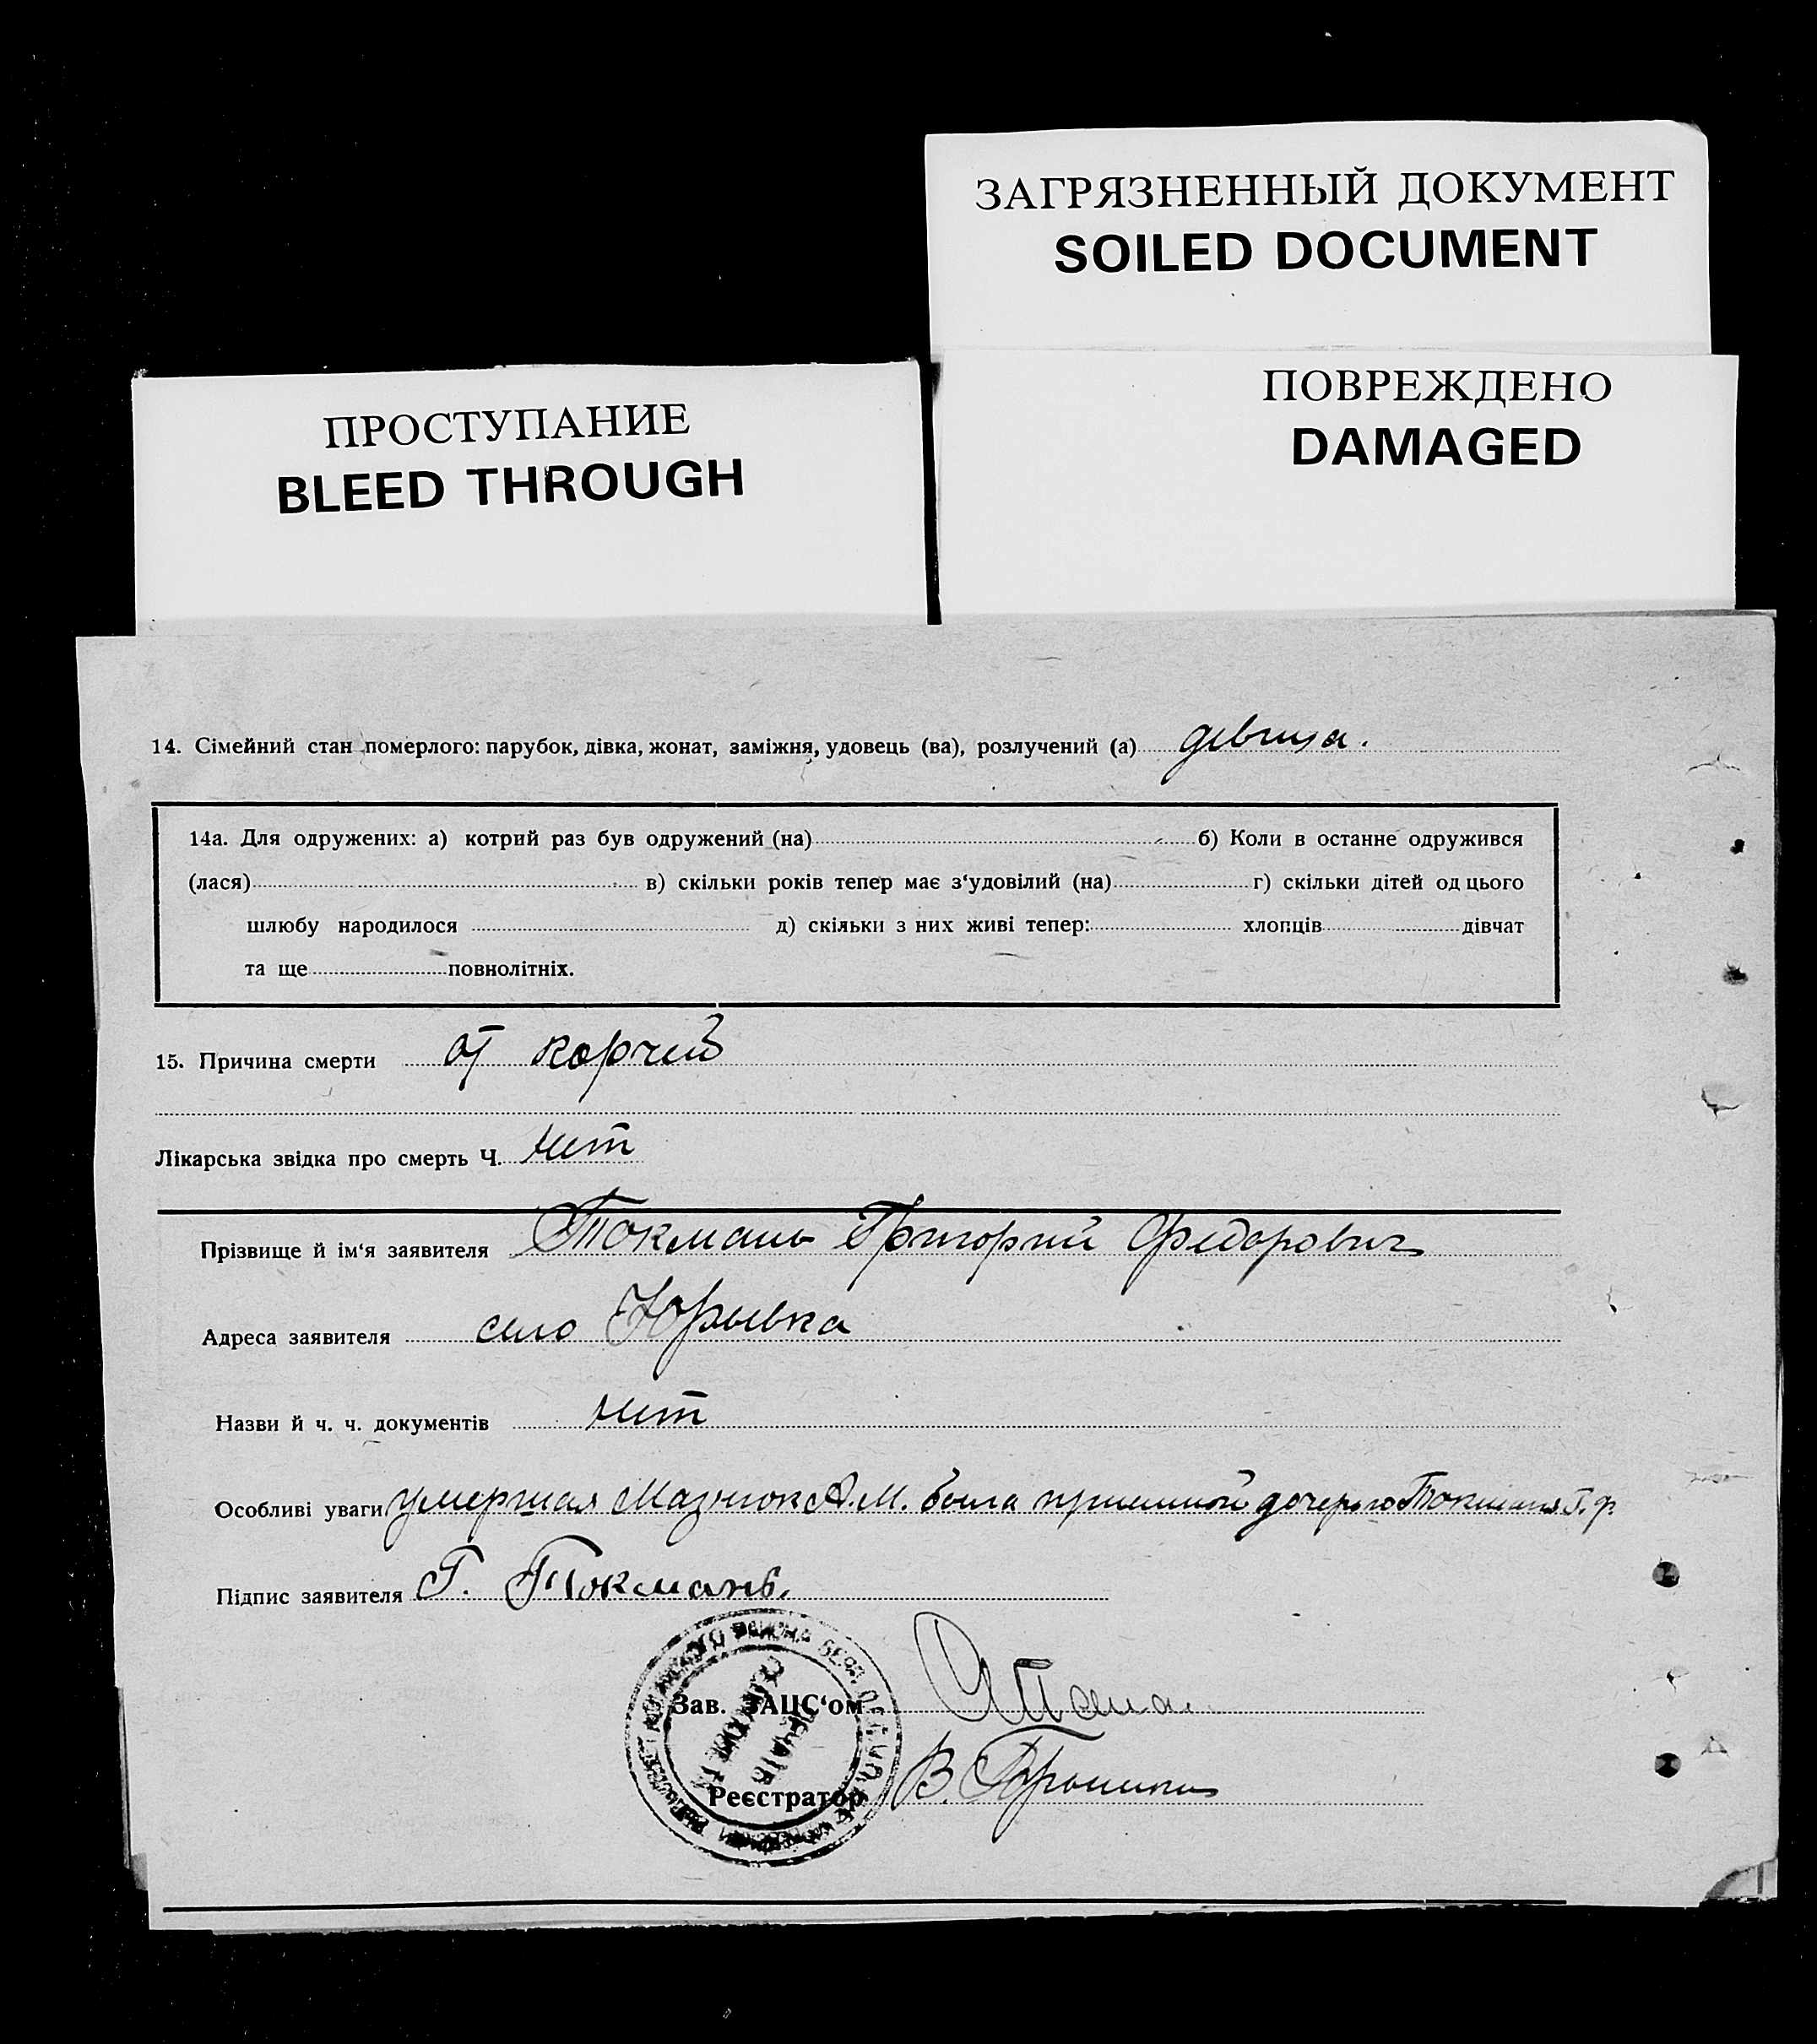 ЗАГРЯЗНЕННЫЙ ДОКУМЕНТ
SOILED DOCUMENT
ПОВРЕЖДЕНО
DAMAGED
ПРОСТУПАНИЕ
BLEED THROUGH
14. Сімейний стан померлого: парубок, дівка, жонат, заміжня, удовець (ва), розлучений (а) девица.
14а. Для одружених: а) котрий раз був одружений (на) б) Коли в останне одружився
(лася) в) скільки років тепер має з‘удовілий (на) г) скільки дітей од цього
шлюбу народилося д) скільки з них живі тепер: хлопців дівчат
та ще повнолітніх.
15. Причина смерти от корчей
Лікарська звідка про смерть Ч. нет
Прізвище й ім‘я заявителя Токмань Григорий Федорович
Адреса заявителя село Юрьевка
Назви й ч. ч. документів нет
Особливі уваги умершая Мазнюк А.М. была приемной дочерью Токманя Г. Ф.
Підпис заявителя Г. Токмань.
Зав. ЗАЦС‘ом
Реєстратор В.